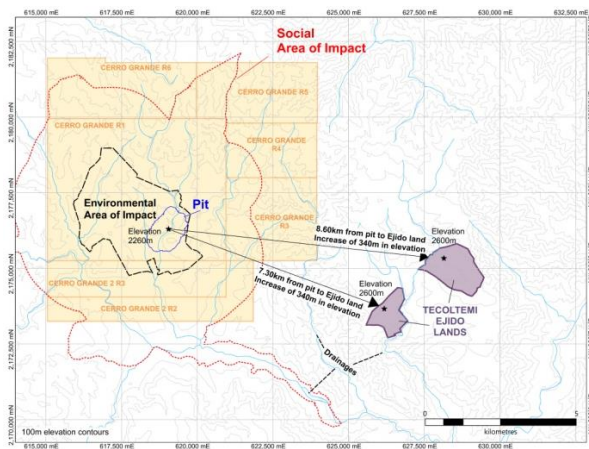 615,000 mE
617,500 mE
620,000 mE
622,500 mE
625,000 mE
627,500 mE
630,000 mE
632,500 mE
2,182,500 mN
2,180,000 mN
2,177,500 mN
2,175,000 mN
2,172,500 mN
2,170,000 mN
Social
Area of Impact
CERRO GRANDE R6
CERRO GRANDE R5
CERRO GRANDE R1
CERRO GRANDE
R4
Environmental
Area of Impact
Pit
Elevation
2260m
CERRO GRANDE
8.60km from pit to Ejido land
Increase of 340m in elevation
Elevation
2600m
CERRO GRANDE 2 R3
CERRO GRANDE 2 R2
7.30km from pit to Ejido land
Increase of 340m in elevation
Elevation
2600m
TECOLTEMI
EJIDO
LANDS
Drainages
100m elevation contours
0
5
kilometres
615,000 mE
617,500 mE
620,000 mE
622,500 mE
625,000 mE
627,500 mE
630,000 mE